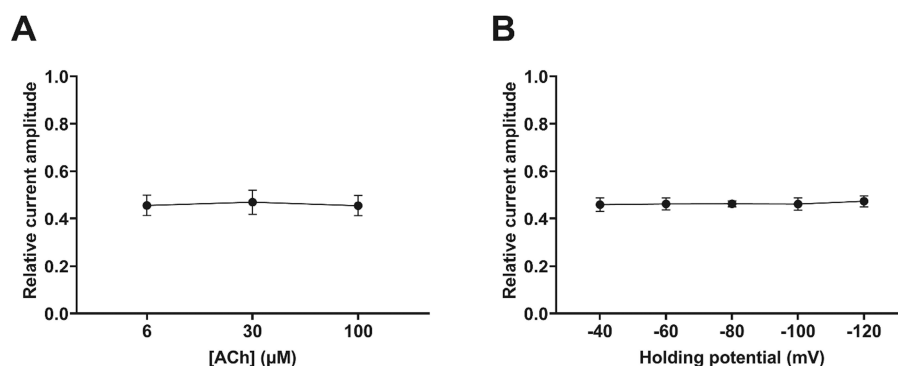 A
Relative current amplitude
1.0
0.8
0.6
0.4
0.2
0.0
6 30 100
[ACh] (µM)
B
Relative current amplitude
1.0
0.8
0.6
0.4
0.2
0.0
-40 -60 -80 -100 -120
Holding potential (mV)